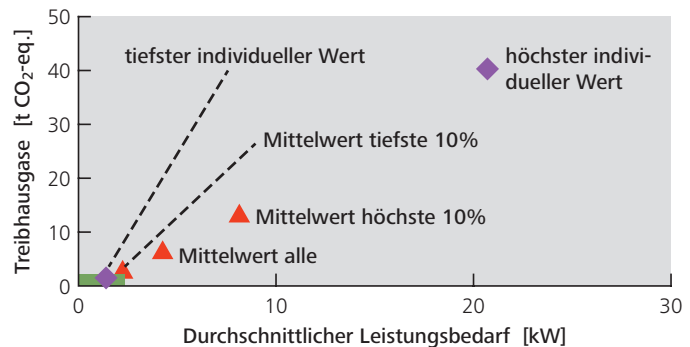 50
40
30
20
10
0
Treibhausgase [t CO₂-eq.]
tiefster individueller Wert
höchster indivi-
dueller Wert
Mittelwert tiefste 10%
Mittelwert höchste 10%
Mittelwert alle
0 10 20 30
Durchschnittlicher Leistungsbedarf [kW]